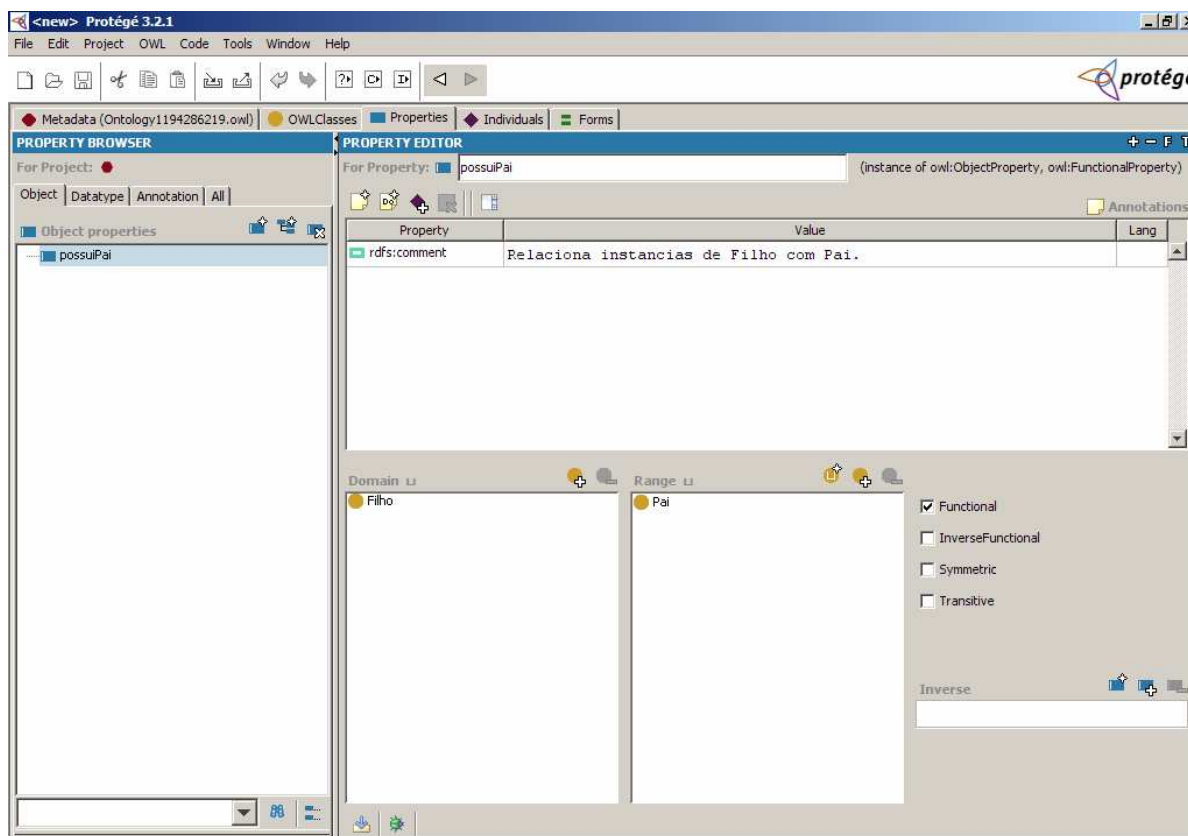 <new> Protégé 3.2.1
File Edit Project OWL Code Tools Window Help
protégé
Metadata (Ontology1194286219.owl) OWLClasses Properties Individuals Forms
PROPERTY BROWSER
For Project:
Object Datatype Annotation All
Object properties
possuiPai
PROPERTY EDITOR
For Property: possuiPai (instance of owl:ObjectProperty, owl:FunctionalProperty)
Annotations
Property Value Lang
rdfs:comment Relaciona instancias de Filho com Pai.
Domain
Filho
Range
Pai
Functional
InverseFunctional
Symmetric
Transitive
Inverse